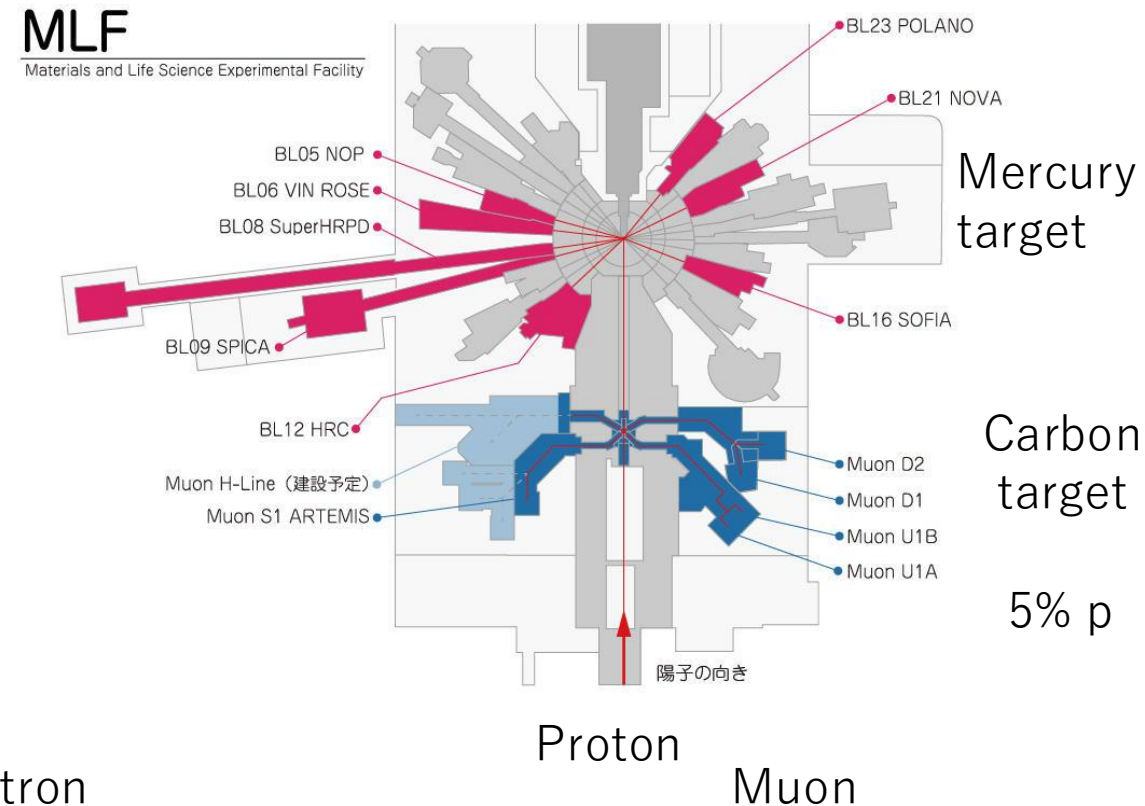 MLF
Materials and Life Science Experimental Facility
BL23 POLANO
BL21 NOVA
BL05 NOP
BL06 VIN ROSE
BL08 SuperHRPD
Mercury
target
BL16 SOFIA
BL09 SPICA
BL12 HRC
Muon H-Line（建設予定）
Muon S1 ARTEMIS
Carbon
target
Muon D2
Muon D1
Muon U1B
Muon U1A
5% p
陽子の向き
Proton
tron
Muon